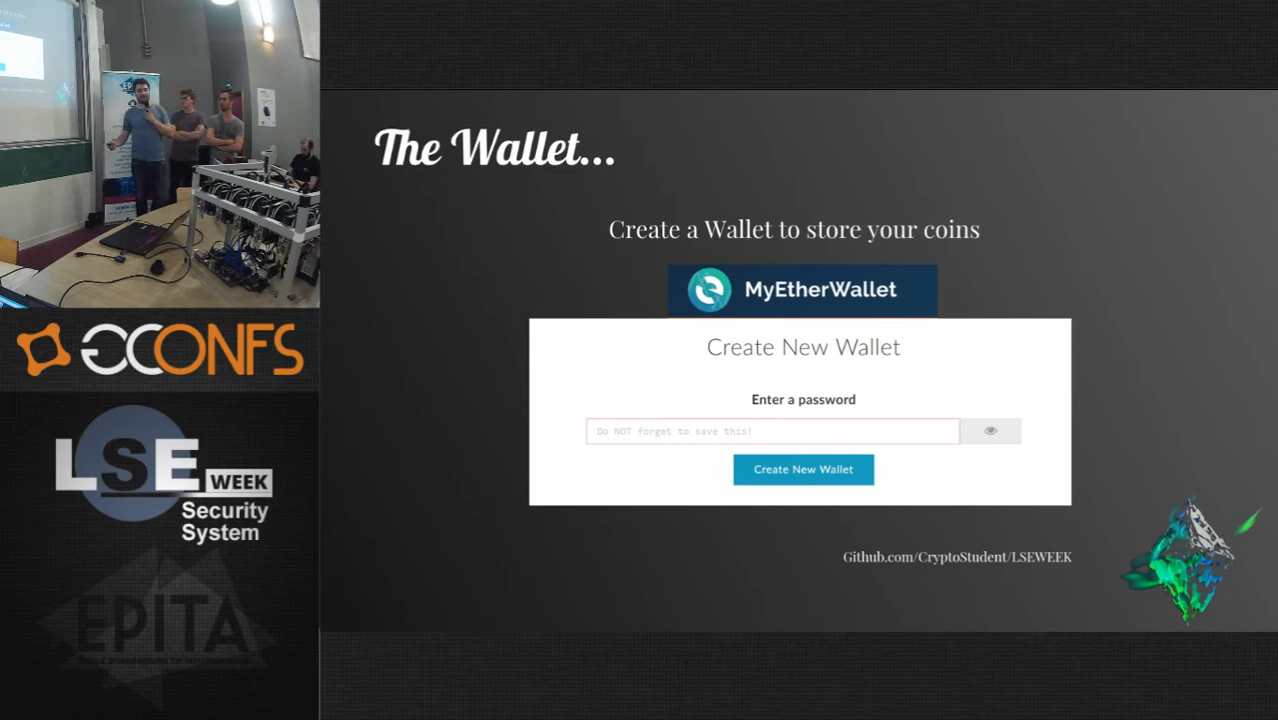 The Wallet...
Create a Wallet to store your coins
MyEtherWallet
Create New Wallet
Enter a password
Do NOT forget to save this!
Create New Wallet
Github.com/CryptoStudent/LSEWEEK
CONFS
LSE WEEK
Security
System
EPITA